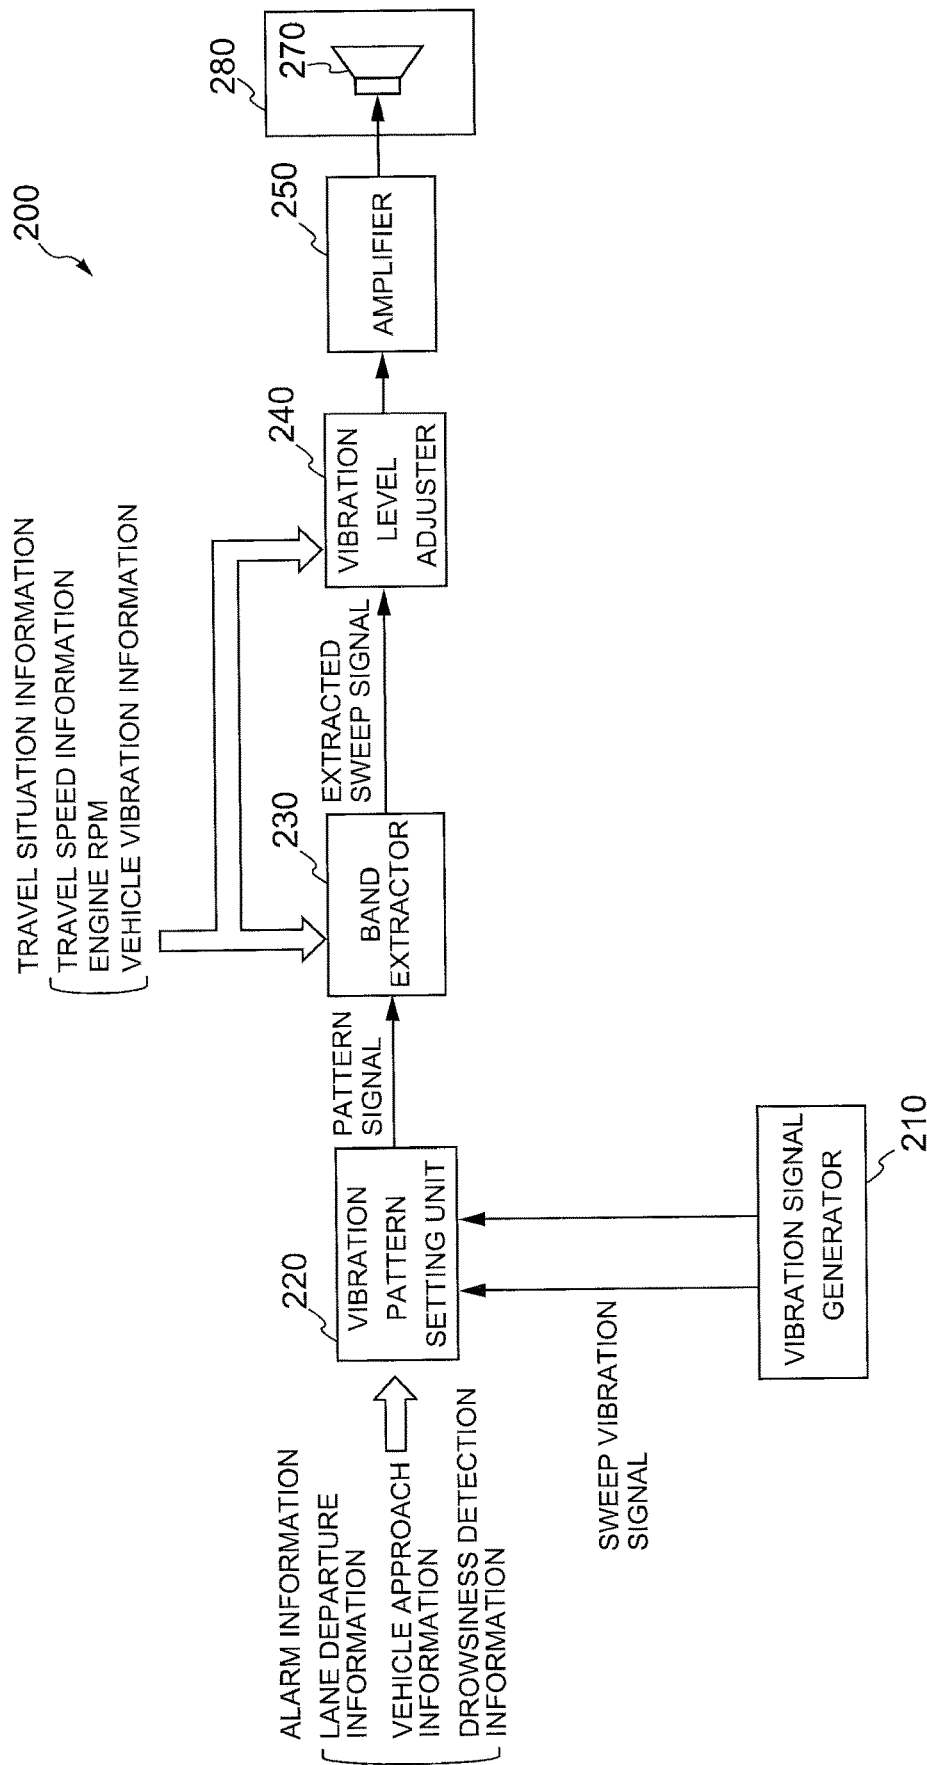 200
TRAVEL SITUATION INFORMATION
TRAVEL SPEED INFORMATION
ENGINE RPM
VEHICLE VIBRATION INFORMATION
ALARM INFORMATION
LANE DEPARTURE
INFORMATION
VEHICLE APPROACH
INFORMATION
DROWSINESS DETECTION
INFORMATION
220
VIBRATION
PATTERN
SETTING UNIT
PATTERN
SIGNAL
230
BAND
EXTRACTOR
EXTRACTED
SWEEP SIGNAL
240
VIBRATION
LEVEL
ADJUSTER
250
AMPLIFIER
280
270
SWEEP VIBRATION
SIGNAL
VIBRATION SIGNAL
GENERATOR
210